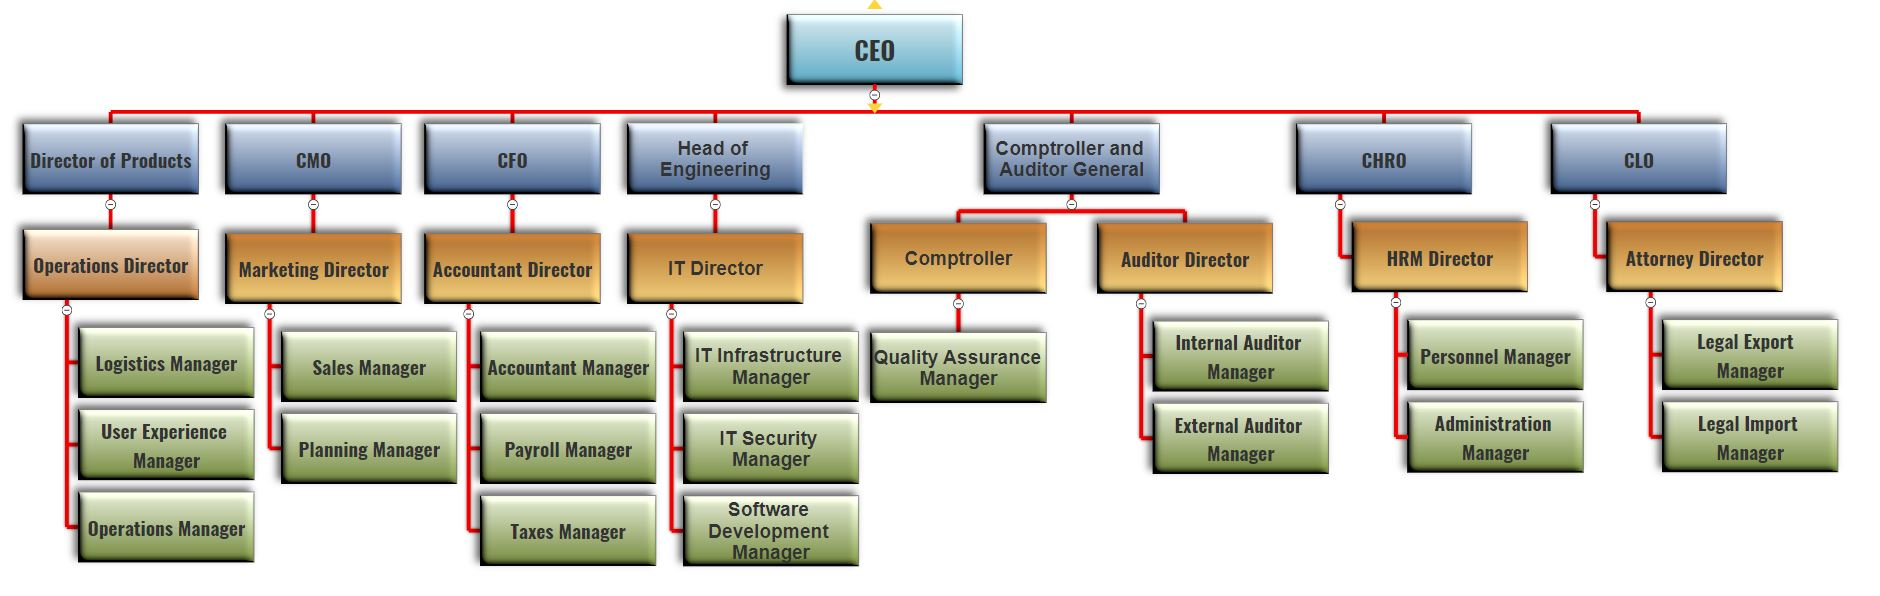 CEO
Director of Products
CMO
CFO
Head of
Engineering
Comptroller and
Auditor General
CHRO
CLO
Operations Director
Marketing Director
Accountant Director
IT Director
Comptroller
Auditor Director
HRM Director
Attorney Director
Logistics Manager
User Experience
Manager
Operations Manager
Sales Manager
Planning Manager
Accountant Manager
Payroll Manager
Taxes Manager
IT Infrastructure
Manager
IT Security
Manager
Software
Development
Manager
Quality Assurance
Manager
Internal Auditor
Manager
External Auditor
Manager
Personnel Manager
Administration
Manager
Legal Export
Manager
Legal Import
Manager